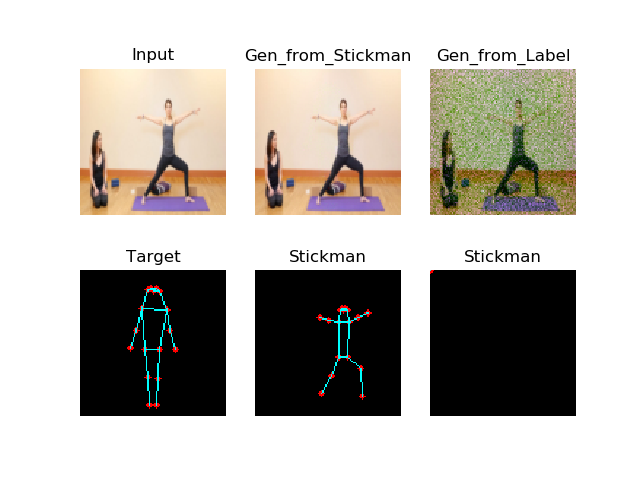 Input
Gen_from_Stickman
Gen_from_Label
Target
Stickman
Stickman